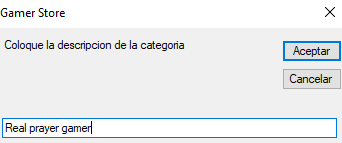 Gamer Store
Coloque la descripcion de la categoria
Aceptar
Cancelar
Real prayer gamer